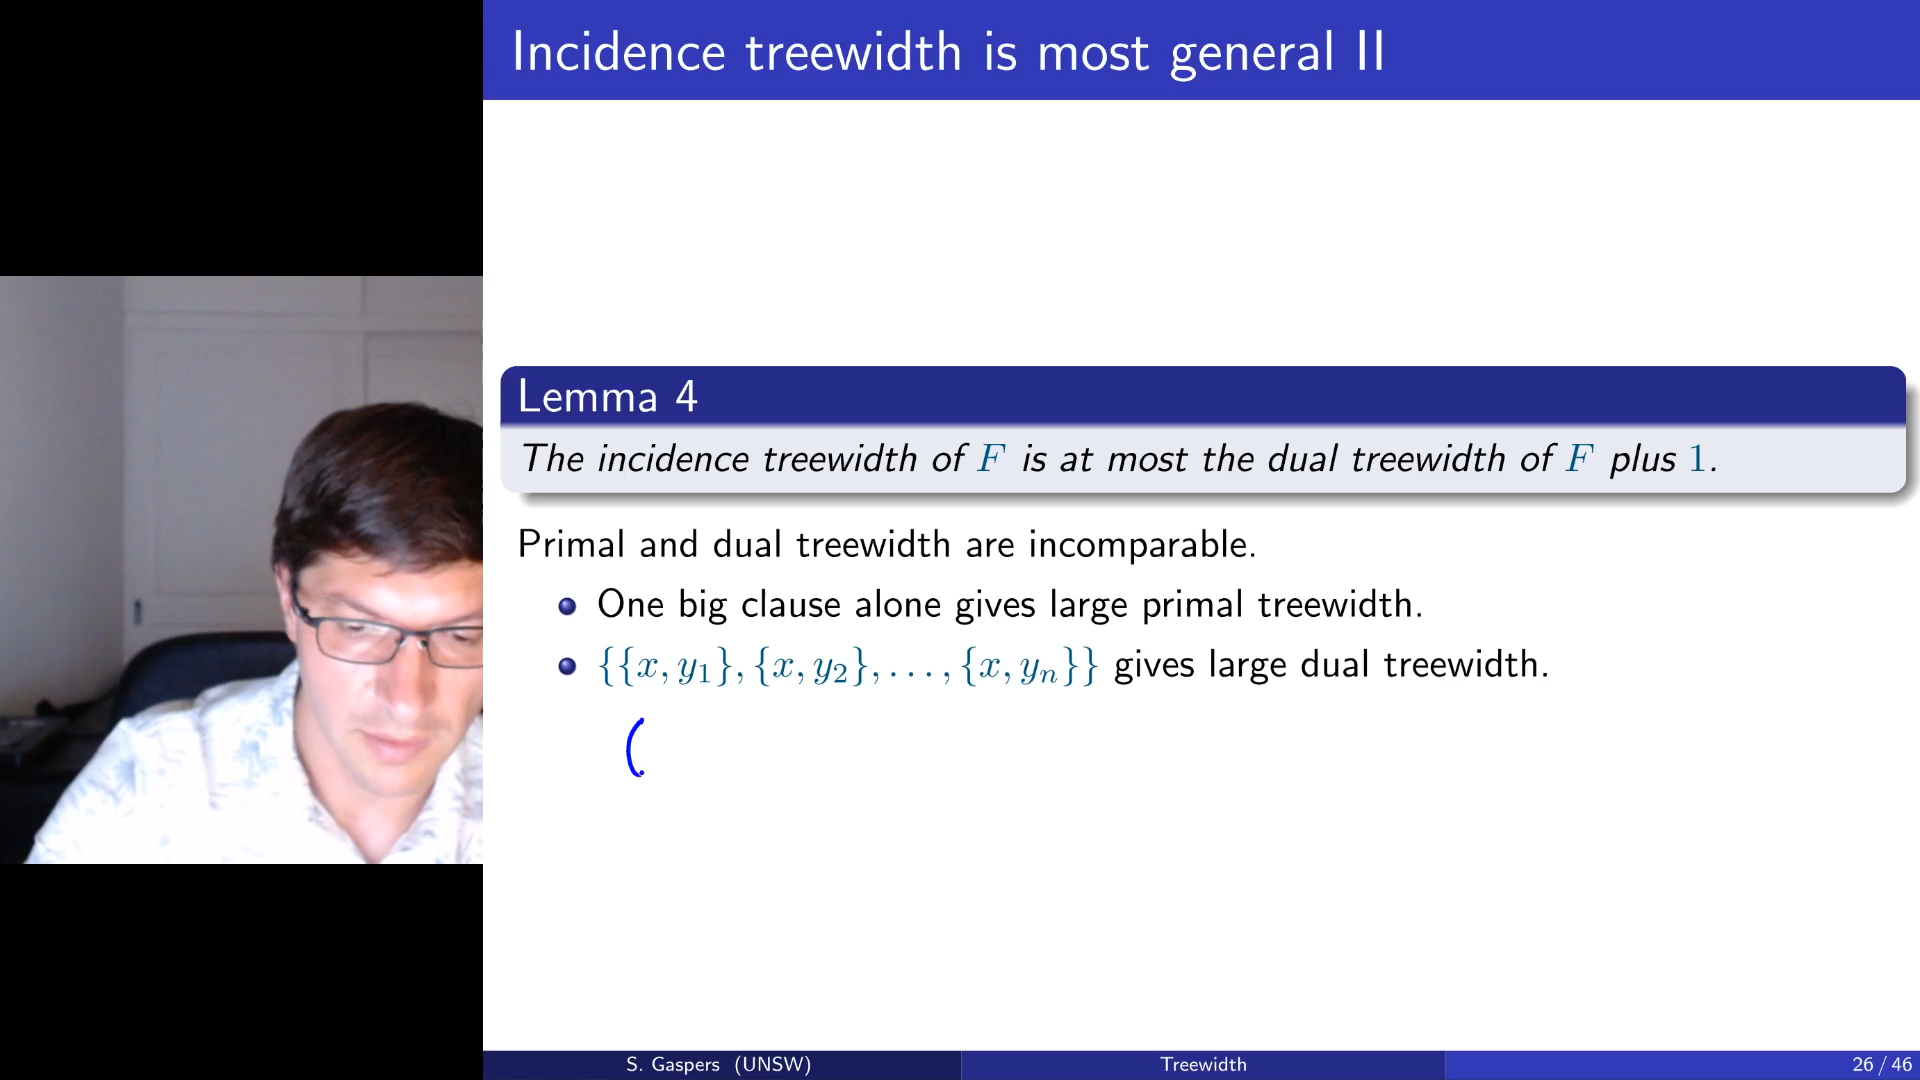 Incidence treewidth is most general II
Lemma 4
The incidence treewidth of F is at most the dual treewidth of F plus 1.
Primal and dual treewidth are incomparable.
One big clause alone gives large primal treewidth.
{{x, y₁}, {x, y₂}, . . . , {x, yₙ}} gives large dual treewidth.
(
S. Gaspers (UNSW) Treewidth 26 / 46